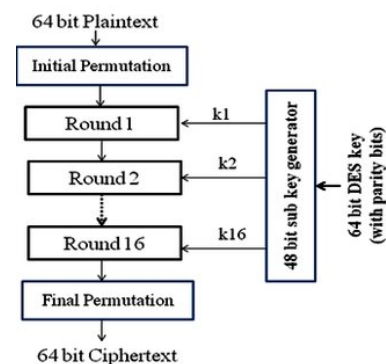 64 bit Plaintext
Initial Permutation
Round 1
k1
Round 2
k2
Round 16
k16
Final Permutation
64 bit Ciphertext
48 bit sub key generator
64 bit DES key
(with parity bits)